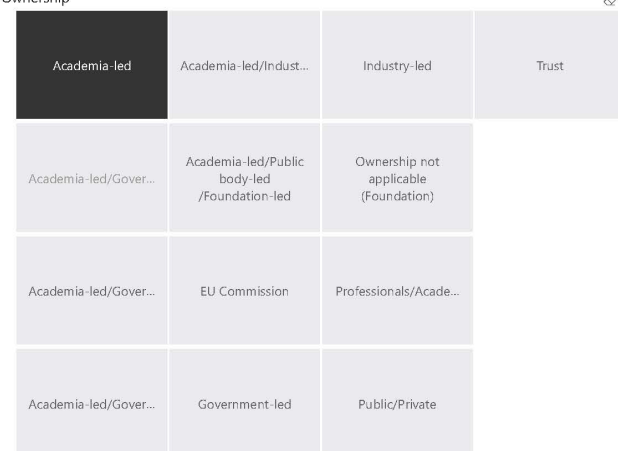 Ownership
Academia-led
Academia-led/Indust...
Industry-led
Trust
Academia-led/Gover...
Academia-led/Public
body-led
/Foundation-led
Ownership not
applicable
(Foundation)
Academia-led/Gover...
EU Commission
Professionals/Acade...
Academia-led/Gover...
Government-led
Public/Private